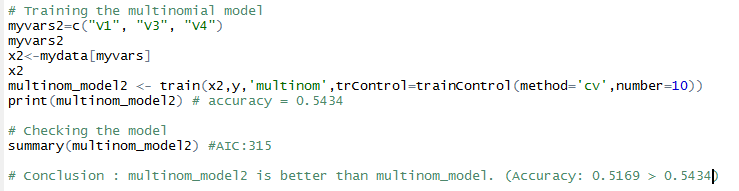 # Training the multinomial model
myvars2=c("V1", "V3", "V4")
myvars2
x2<-mydata[myvars]
x2
multinom_model2 <- train(x2,y,'multinom',trControl=trainControl(method='cv',number=10))
print(multinom_model2) # accuracy = 0.5434
# Checking the model
summary(multinom_model2) #AIC:315
# Conclusion : multinom_model2 is better than multinom_model. (Accuracy: 0.5169 > 0.5434)